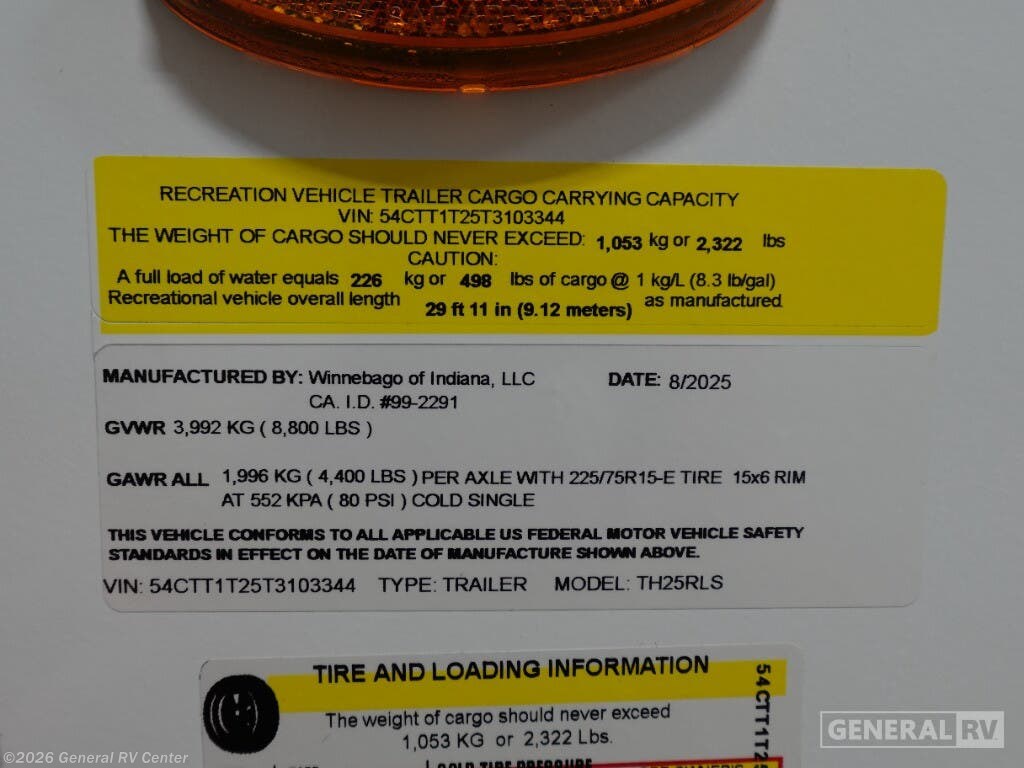 RECREATION VEHICLE TRAILER CARGO CARRYING CAPACITY
VIN: 54CTT1T25T3103344
THE WEIGHT OF CARGO SHOULD NEVER EXCEED: 1,053 kg or 2,322 lbs
CAUTION:
A full load of water equals 226 kg or 498 lbs of cargo @ 1 kg/L (8.3 lb/gal)
Recreational vehicle overall length 29 ft 11 in (9.12 meters) as manufactured
MANUFACTURED BY: Winnebago of Indiana, LLC DATE: 8/2025
CA. I.D. #99-2291
GVWR 3,992 KG ( 8,800 LBS )
GAWR ALL 1,996 KG ( 4,400 LBS ) PER AXLE WITH 225/75R15-E TIRE 15x6 RIM
AT 552 KPA ( 80 PSI ) COLD SINGLE
THIS VEHICLE CONFORMS TO ALL APPLICABLE US FEDERAL MOTOR VEHICLE SAFETY
STANDARDS IN EFFECT ON THE DATE OF MANUFACTURE SHOWN ABOVE.
VIN: 54CTT1T25T3103344 TYPE: TRAILER MODEL: TH25RLS
TIRE AND LOADING INFORMATION
The weight of cargo should never exceed
1,053 KG or 2,322 Lbs.
COLD TIRE PRESSURE
54CTT1T25
GENERAL RV
©2026 General RV Center